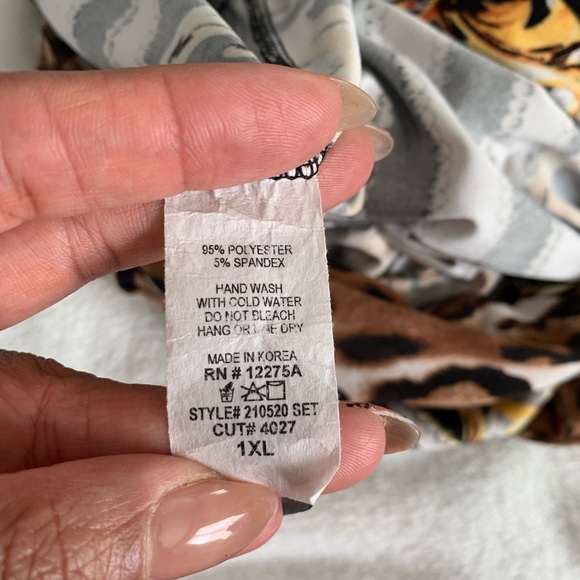 95% POLYESTER
5% SPANDEX
HAND WASH
WITH COLD WATER
DO NOT BLEACH
HANG OR LINE DRY
MADE IN KOREA
RN # 12275A
STYLE# 210520 SET
CUT# 4027
1XL